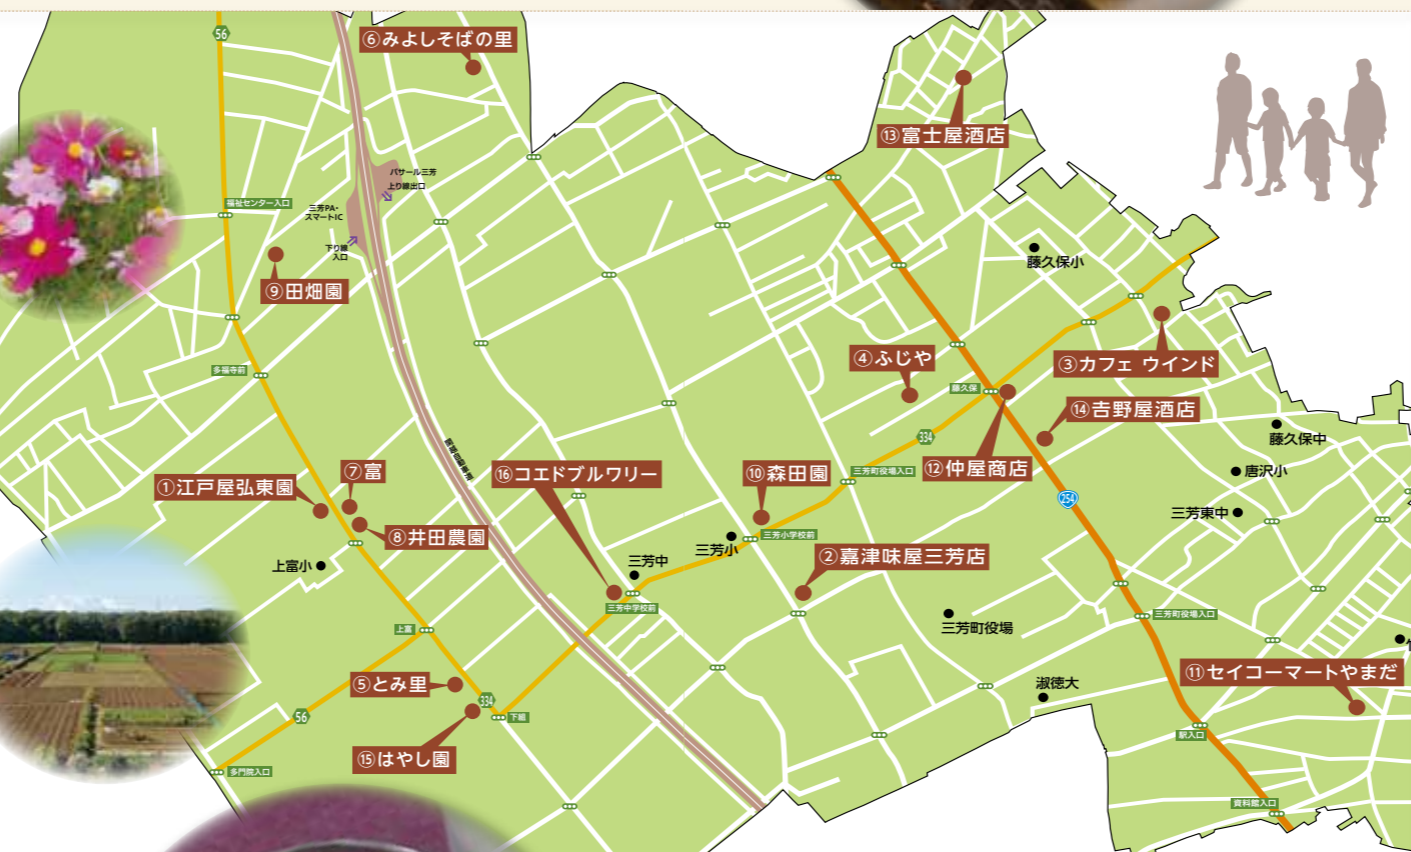 56
⑥みよしそばの里
⑬富士屋酒店
パサール三芳
上り線出口
三芳PA・
スマートIC
下り線
入口
福祉センター入口
⑨田畑園
藤久保小
③カフェ ウインド
④ふじや
藤久保
多福寺前
⑭吉野屋酒店
藤久保中
334
三芳町役場入口
⑫仲屋商店
唐沢小
254
三芳東中
関越自動車道
⑯コエドブルワリー
⑩森田園
①江戸屋弘東園
⑦富
⑧井田農園
三芳小
三芳小学校前
②嘉津味屋三芳店
三芳中
三芳中学校前
上富小
上富
三芳町役場
三芳町役場入口
⑪セイコーマートやまだ
淑徳大
⑤とみ里
334
下組
56
⑮はやし園
多門院入口
駅入口
資料館入口